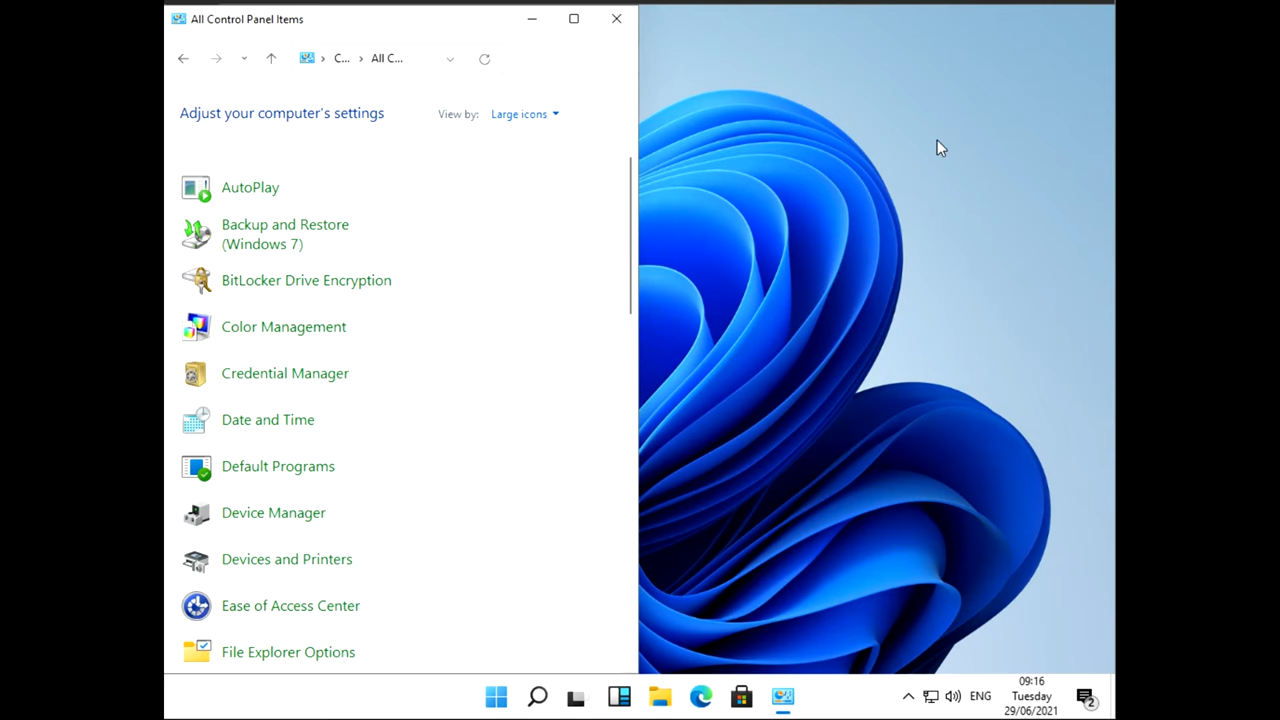 All Control Panel Items
C... All C...
Adjust your computer's settings
View by: Large icons
AutoPlay
Backup and Restore
(Windows 7)
BitLocker Drive Encryption
Color Management
Credential Manager
Date and Time
Default Programs
Device Manager
Devices and Printers
Ease of Access Center
File Explorer Options
ENG
09:16
Tuesday
29/06/2021
2